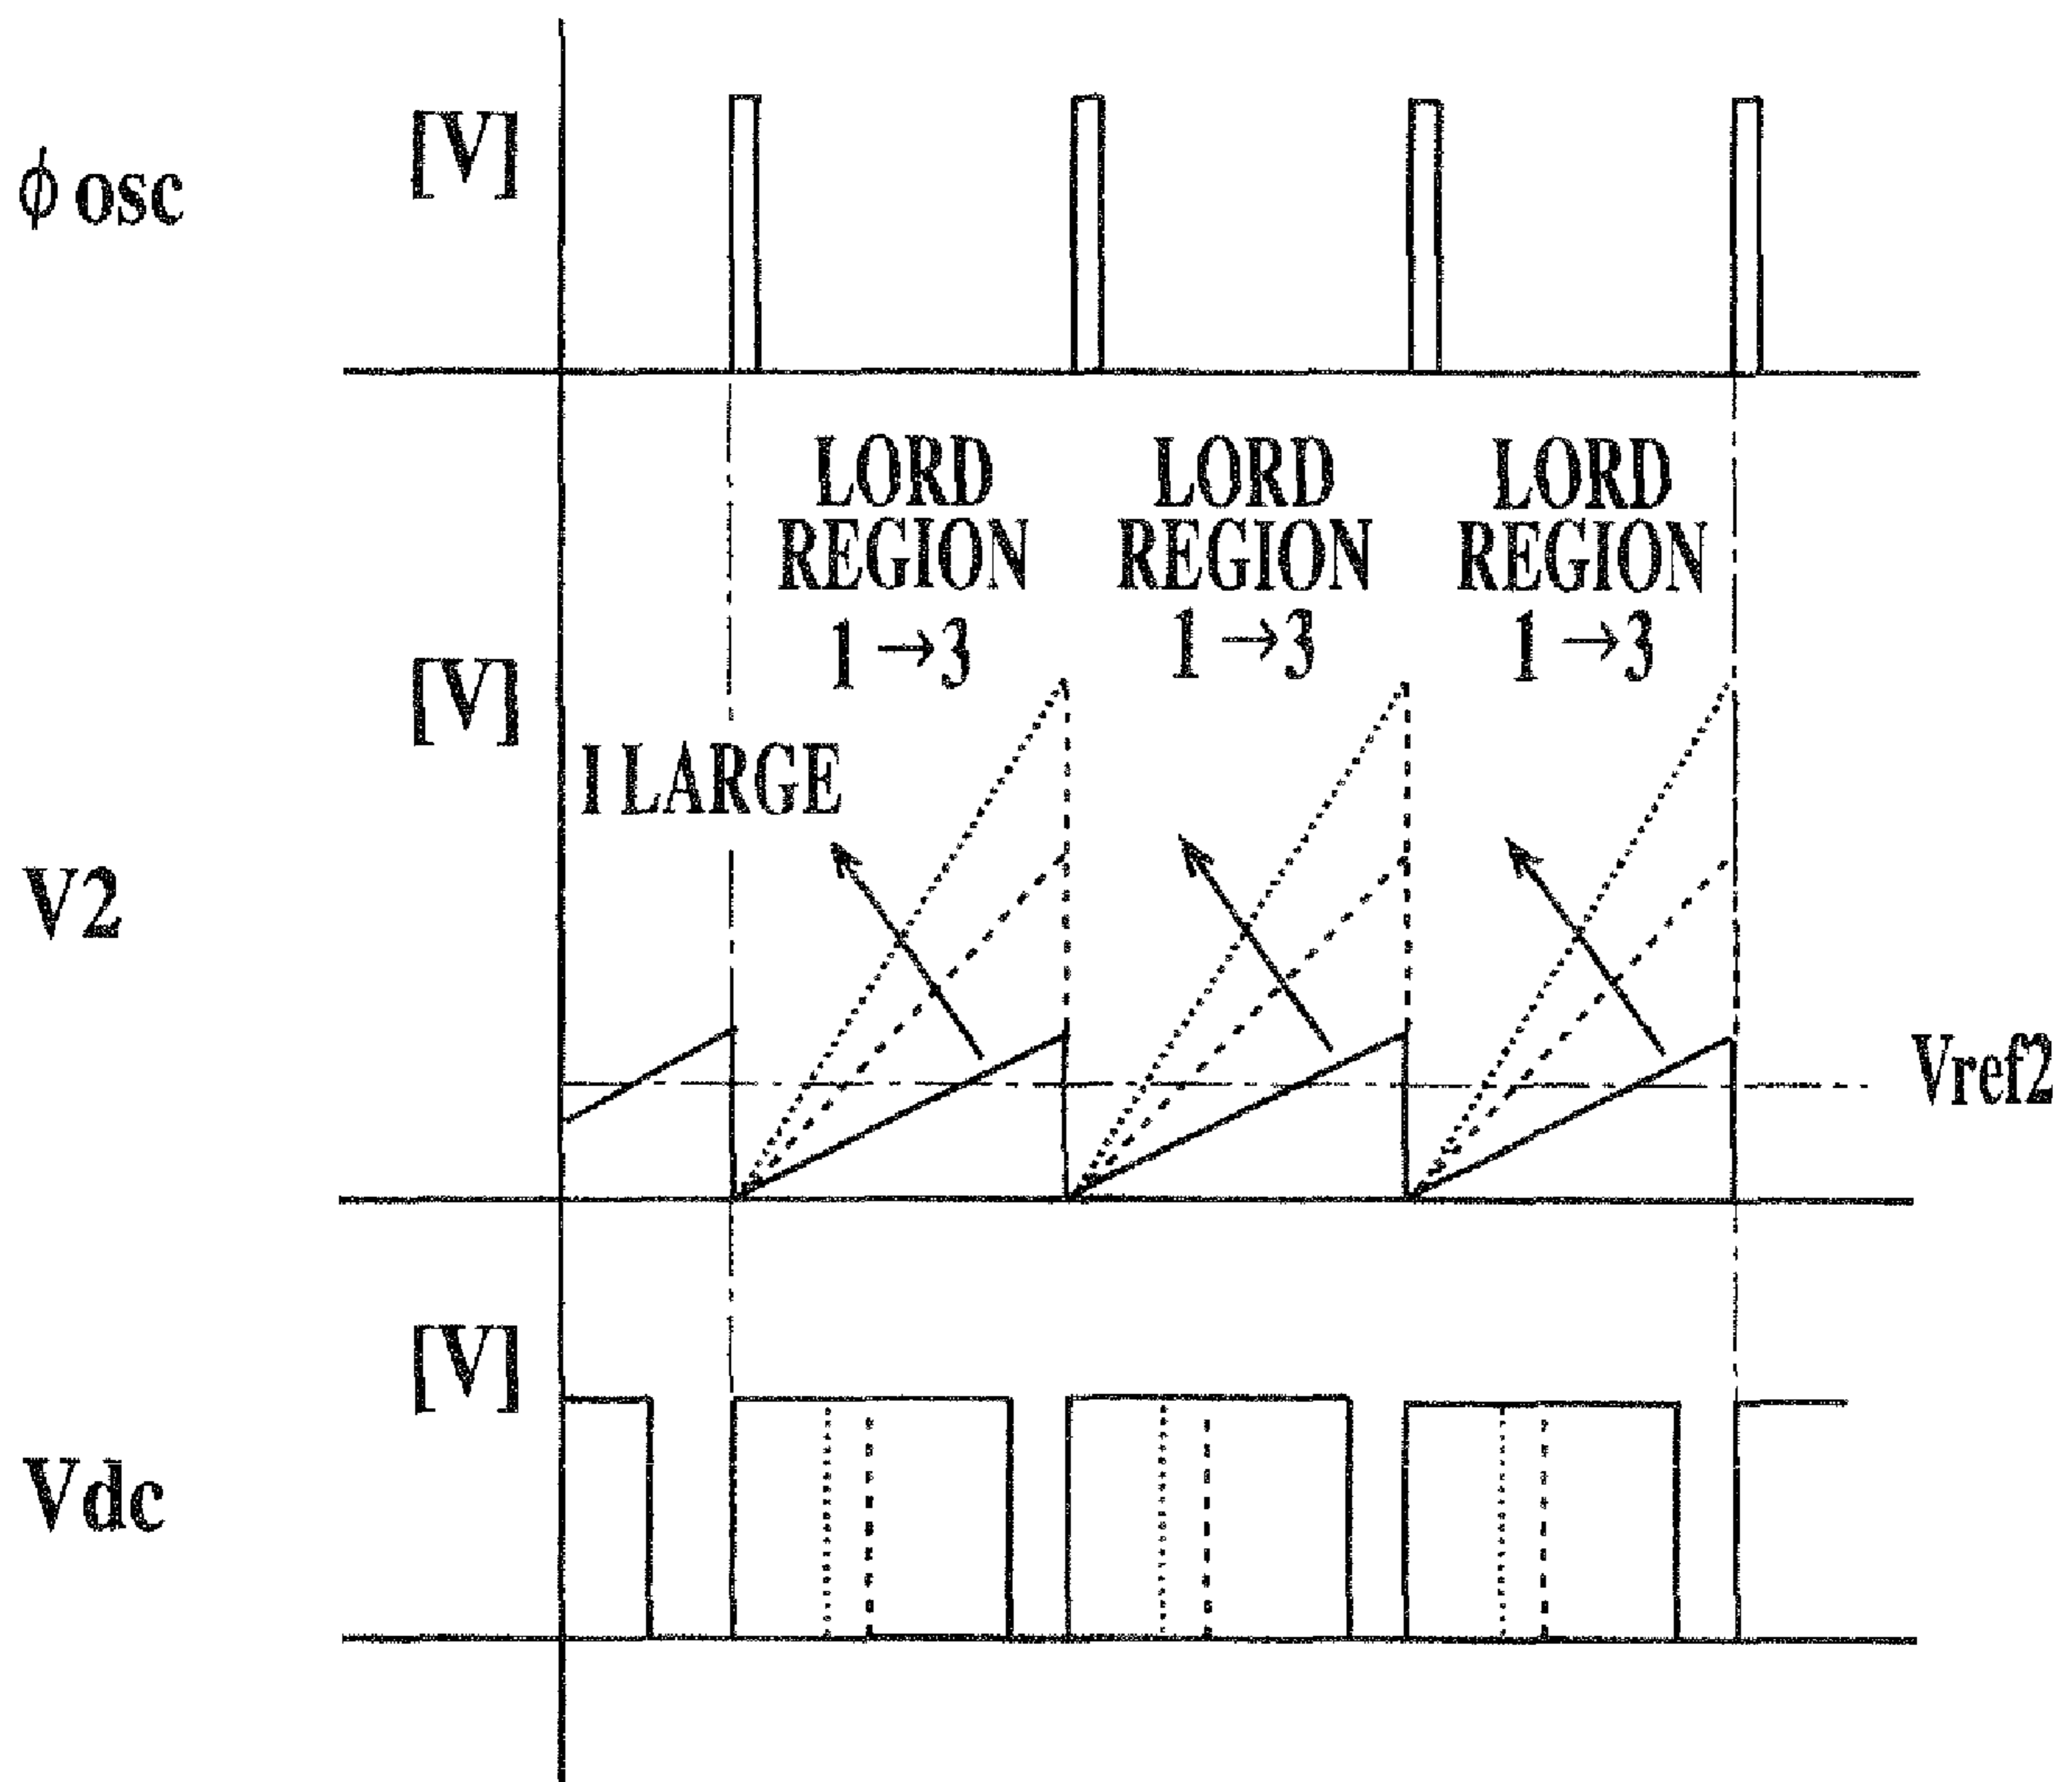 [V]
ϕ osc
LORD
REGION
1→3
LORD
REGION
1→3
LORD
REGION
1→3
[V]
I LARGE
V2
Vref2
[V]
Vdc